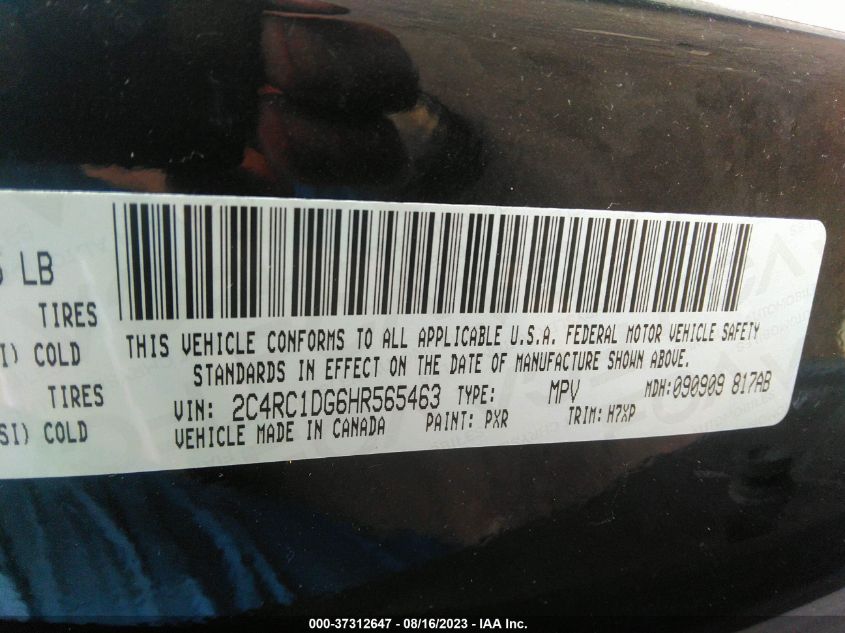 LB
TIRES
COLD
TIRES
COLD
THIS VEHICLE CONFORMS TO ALL APPLICABLE U.S.A. FEDERAL MOTOR VEHICLE SAFETY
STANDARDS IN EFFECT ON THE DATE OF MANUFACTURE SHOWN ABOVE.
VIN: 2C4RC1DG6HR565463 TYPE: MPV MDH:090909 817AB
VEHICLE MADE IN CANADA PAINT: PXR TRIM: H7XP
000-37312647 - 08/16/2023 - IAA Inc.